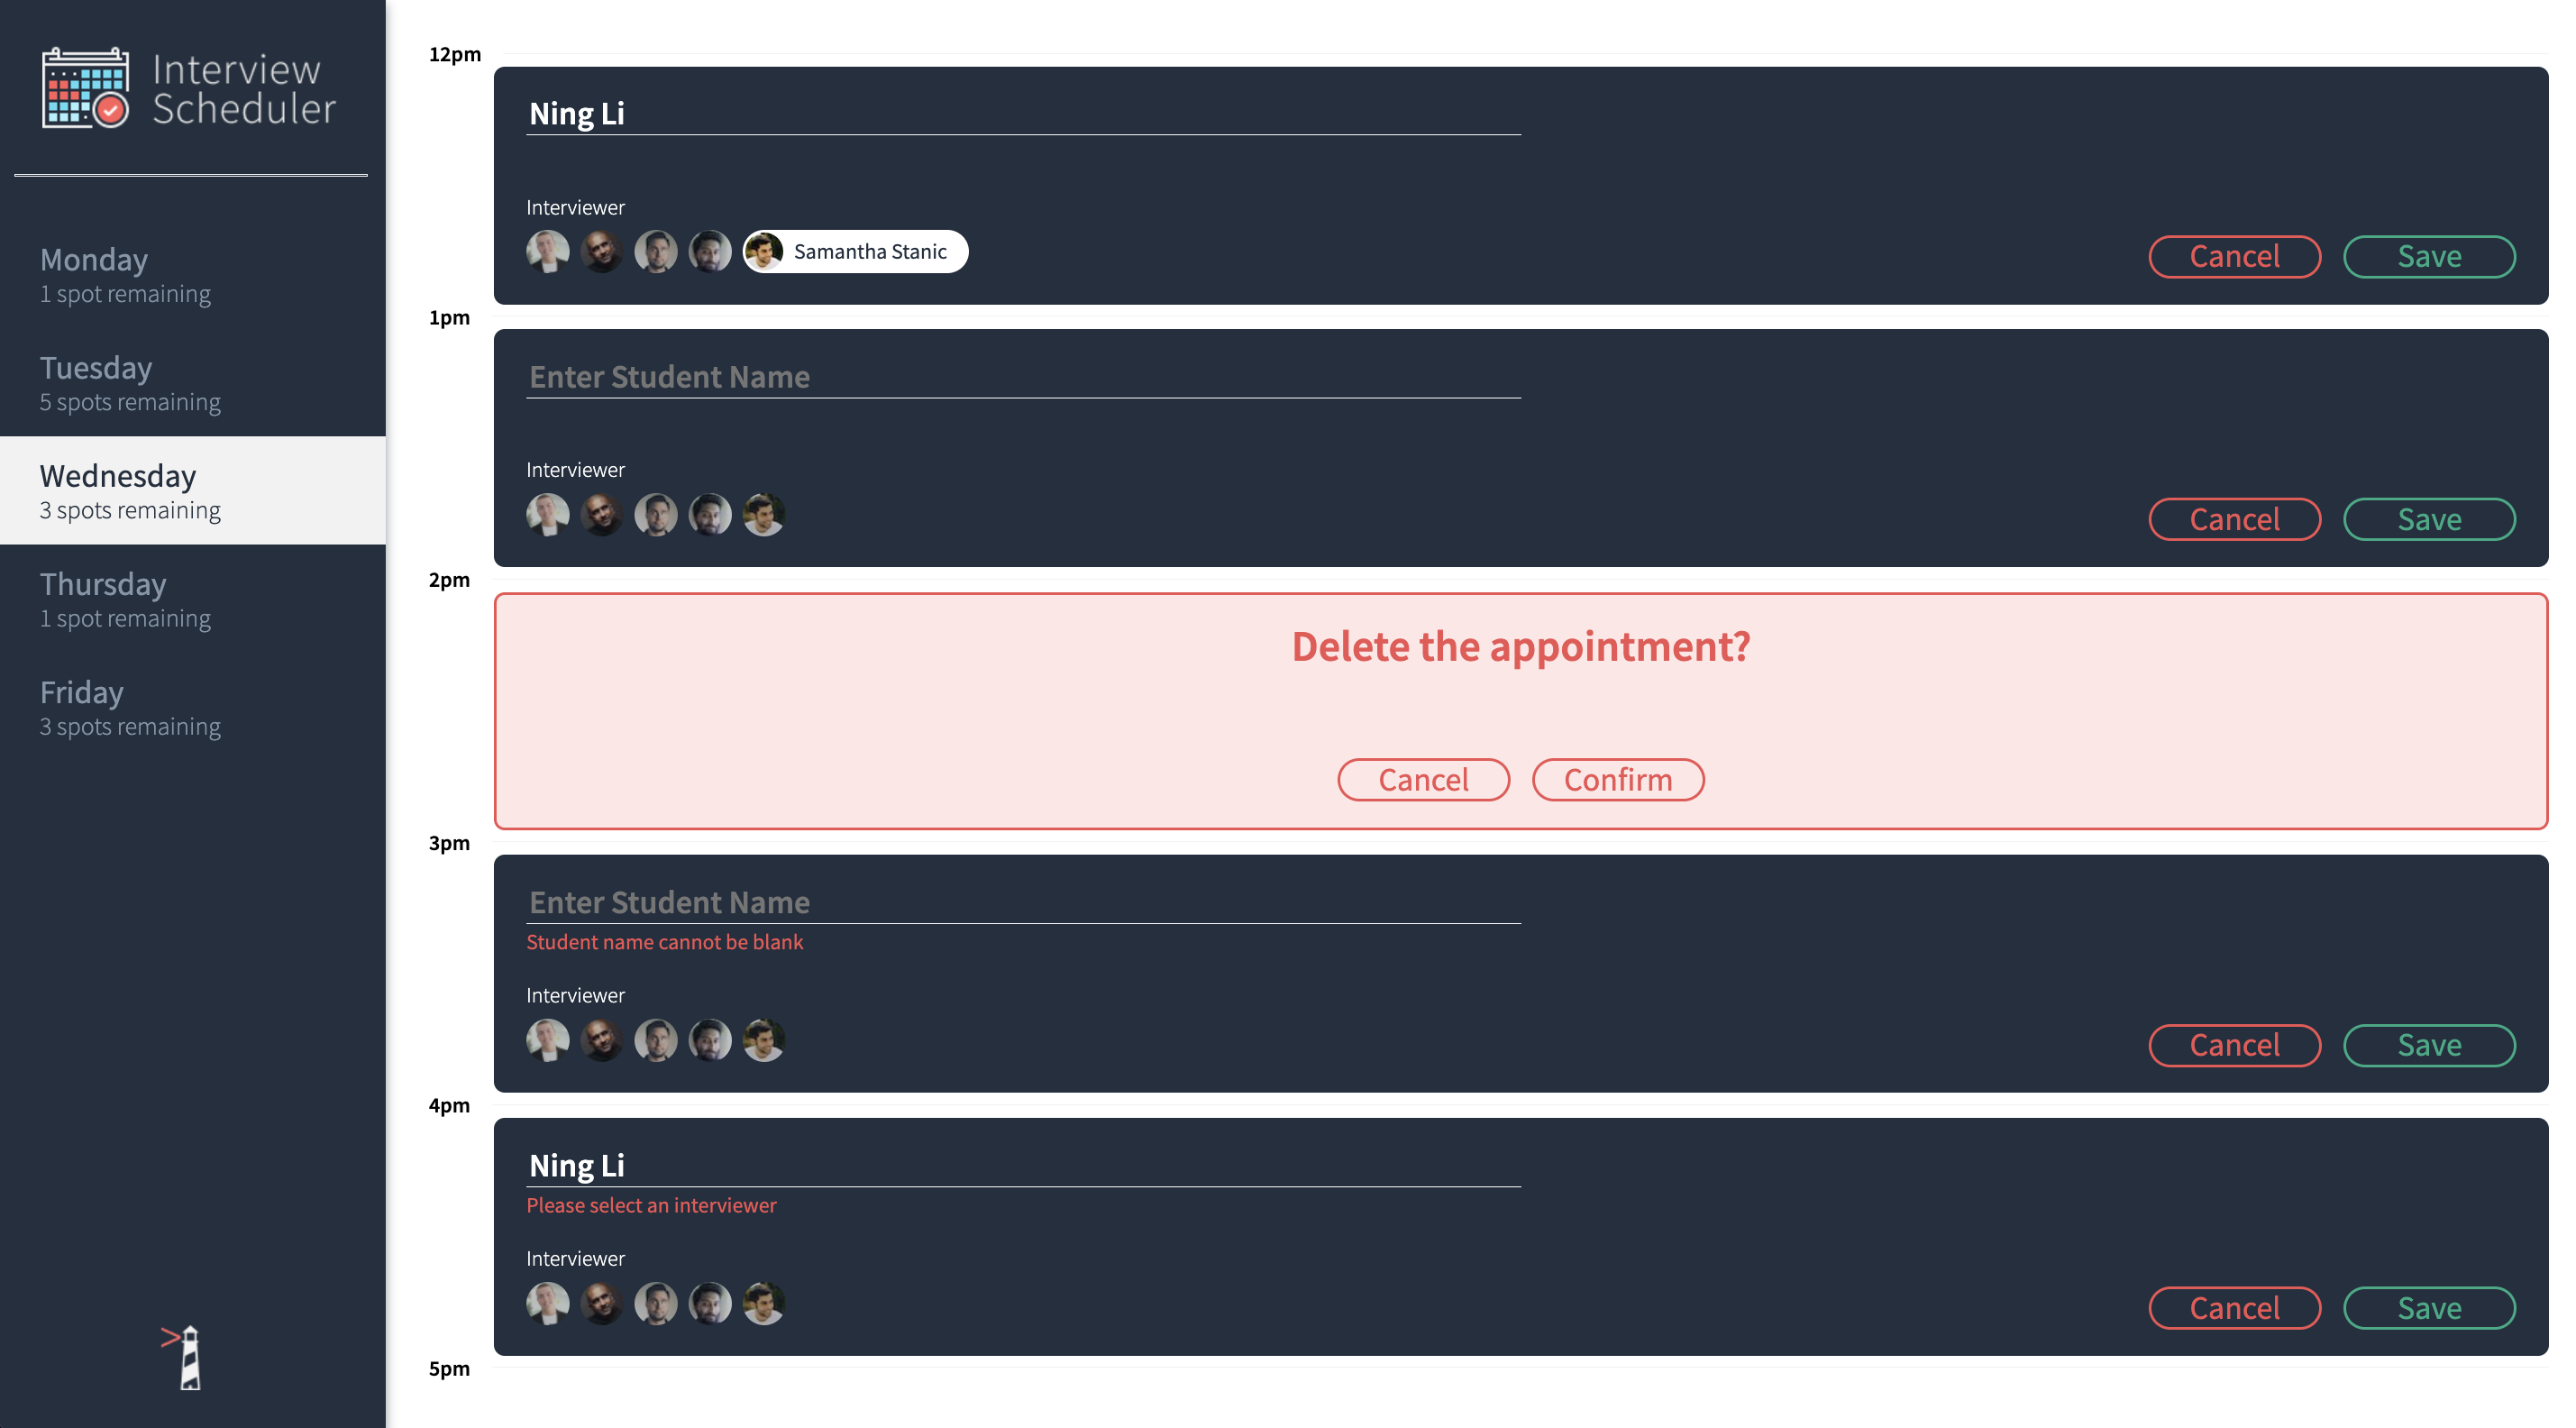 Interview
Scheduler
Monday
1 spot remaining
Tuesday
5 spots remaining
Wednesday
3 spots remaining
Thursday
1 spot remaining
Friday
3 spots remaining
12pm
Ning Li
Interviewer
Samantha Stanic
Cancel
Save
1pm
Enter Student Name
Interviewer
Cancel
Save
2pm
Delete the appointment?
Cancel
Confirm
3pm
Enter Student Name
Student name cannot be blank
Interviewer
Cancel
Save
4pm
Ning Li
Please select an interviewer
Interviewer
Cancel
Save
5pm